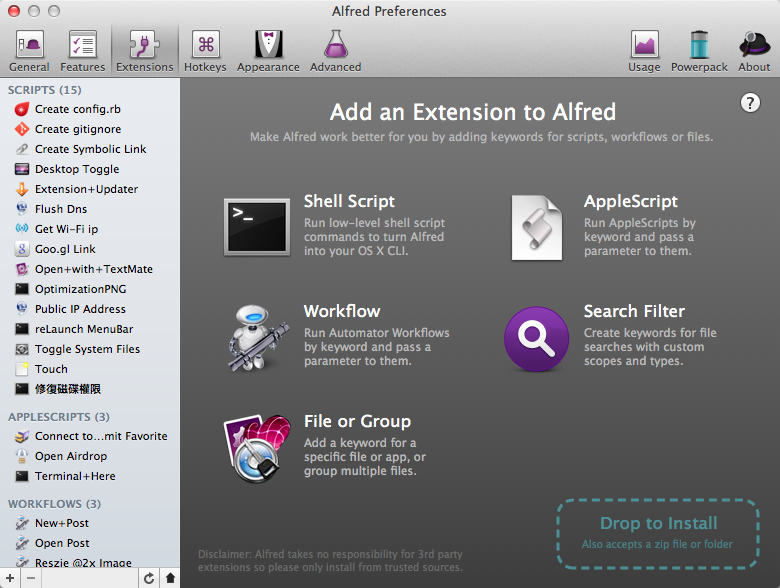 Alfred Preferences
General
Features
Extensions
Hotkeys
Appearance
Advanced
Usage
Powerpack
About
SCRIPTS (15)
Create config.rb
Create gitignore
Create Symbolic Link
Desktop Toggle
Extension+Updater
Flush Dns
Get Wi-Fi ip
Goo.gl Link
Open+with+TextMate
OptimizationPNG
Public IP Address
reLaunch MenuBar
Toggle System Files
Touch
修復磁碟權限
APPLESCRIPTS (3)
Connect to...mit Favorite
Open Airdrop
Terminal+Here
WORKFLOWS (3)
New+Post
Open Post
Reszie @2x Image
Add an Extension to Alfred
?
Make Alfred work better for you by adding keywords for scripts, workflows or files.
>_
Shell Script
Run low-level shell script
commands to turn Alfred
into your OS X CLI.
AppleScript
Run AppleScripts by
keyword and pass a
parameter to them.
Workflow
Run Automator Workflows
by keyword and pass a
parameter to them.
Search Filter
Create keywords for file
searches with custom
scopes and types.
File or Group
Add a keyword for a
specific file or app, or
group multiple files.
Drop to Install
Also accepts a zip file or folder
Disclaimer: Alfred takes no responsibility for 3rd party
extensions so please only install from trusted sources.